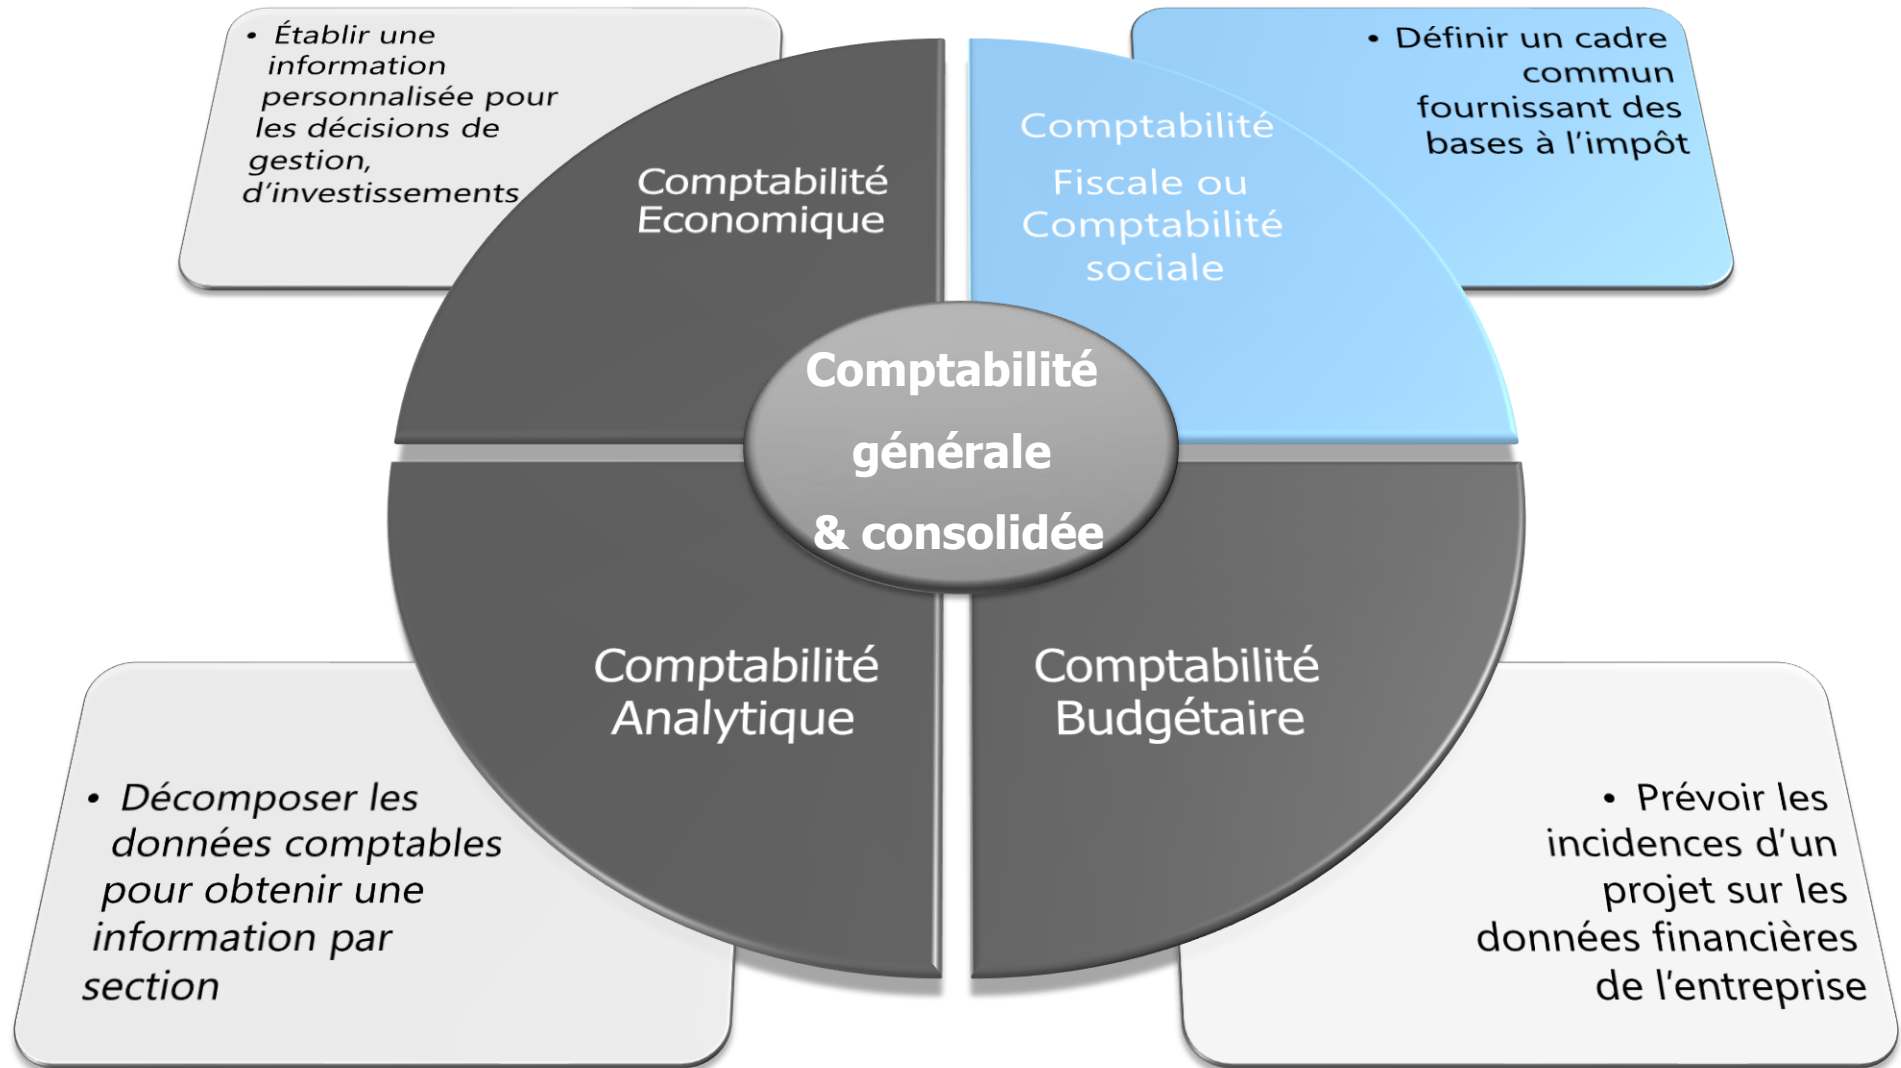 • Établir une
information
personnalisée pour
les décisions de
gestion,
d'investissements
Comptabilité
Economique
• Définir un cadre
commun
fournissant des
bases à l'impôt
Comptabilité
Fiscale ou
Comptabilité
sociale
Comptabilité
générale
& consolidée
Comptabilité
Analytique
• Décomposer les
données comptables
pour obtenir une
information par
section
Comptabilité
Budgétaire
• Prévoir les
incidences d'un
projet sur les
données financières
de l'entreprise